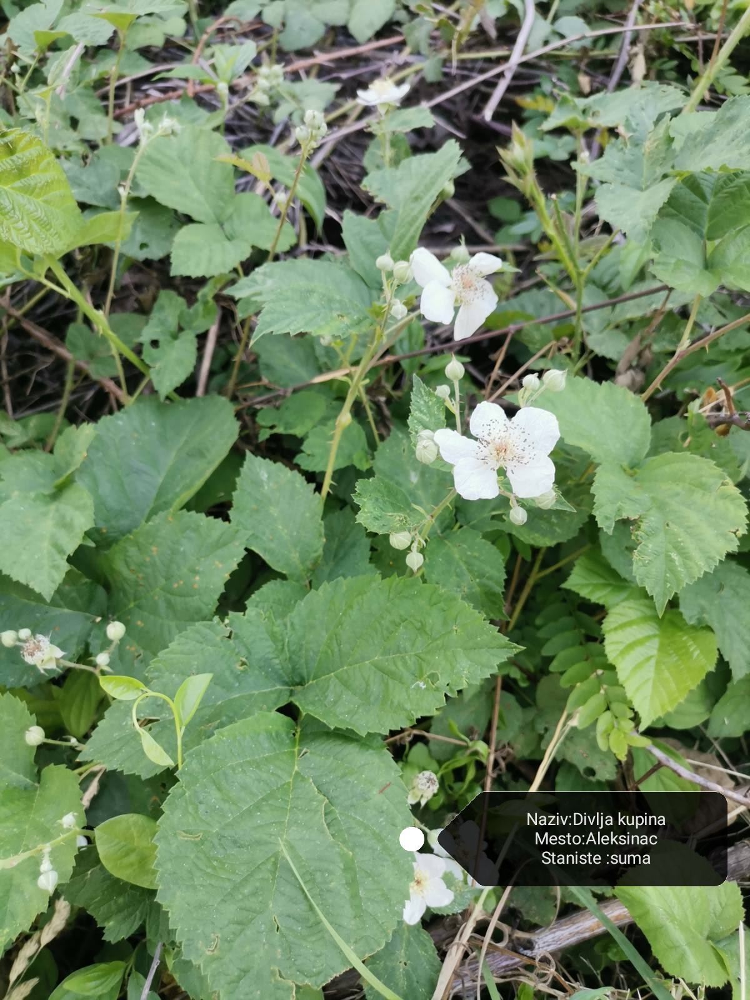 Naziv:Divlja kupina
Mesto:Aleksinac
Staniste :suma